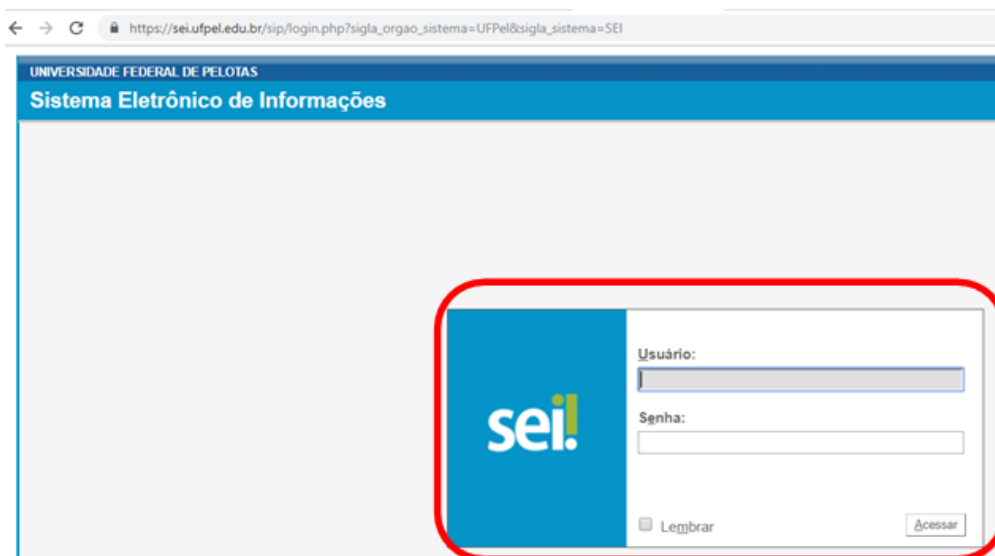 https://sei.ufpel.edu.br/sip/login.php?sigla_orgao_sistema=UFPel&sigla_sistema=SEI
UNIVERSIDADE FEDERAL DE PELOTAS
Sistema Eletrônico de Informações
Usuário:
sei!
Senha:
Lembrar
Acessar